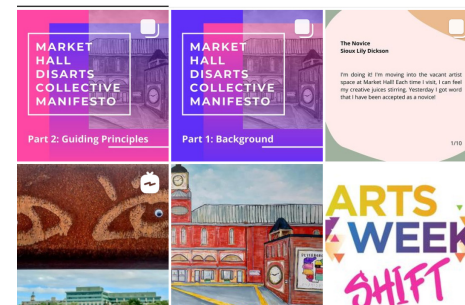 MARKET
HALL
DISARTS
COLLECTIVE
MANIFESTO
Part 2: Guiding Principles
MARKET
HALL
DISARTS
COLLECTIVE
MANIFESTO
Part 1: Background
The Novice
Sioux Lily Dickson
I'm doing it! I'm moving into the vacant artist
space at Market Hall! Each time I visit, I can feel
my creative juices stirring. Yesterday I got word
that I have been accepted as a novice!
1/10
ARTS
WEEK
SHIFT